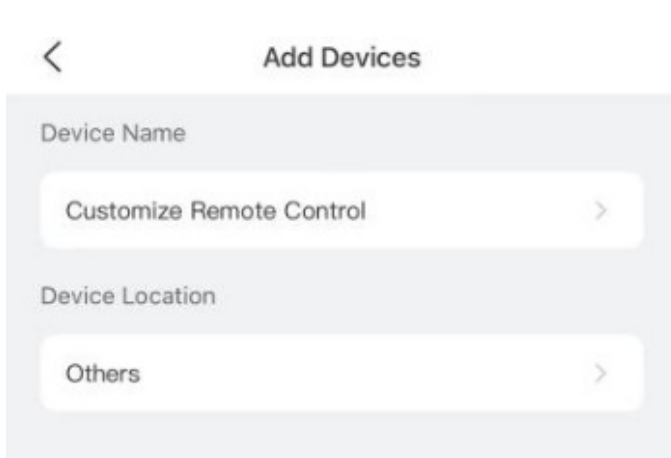 Add Devices
Device Name
Customize Remote Control
Device Location
Others